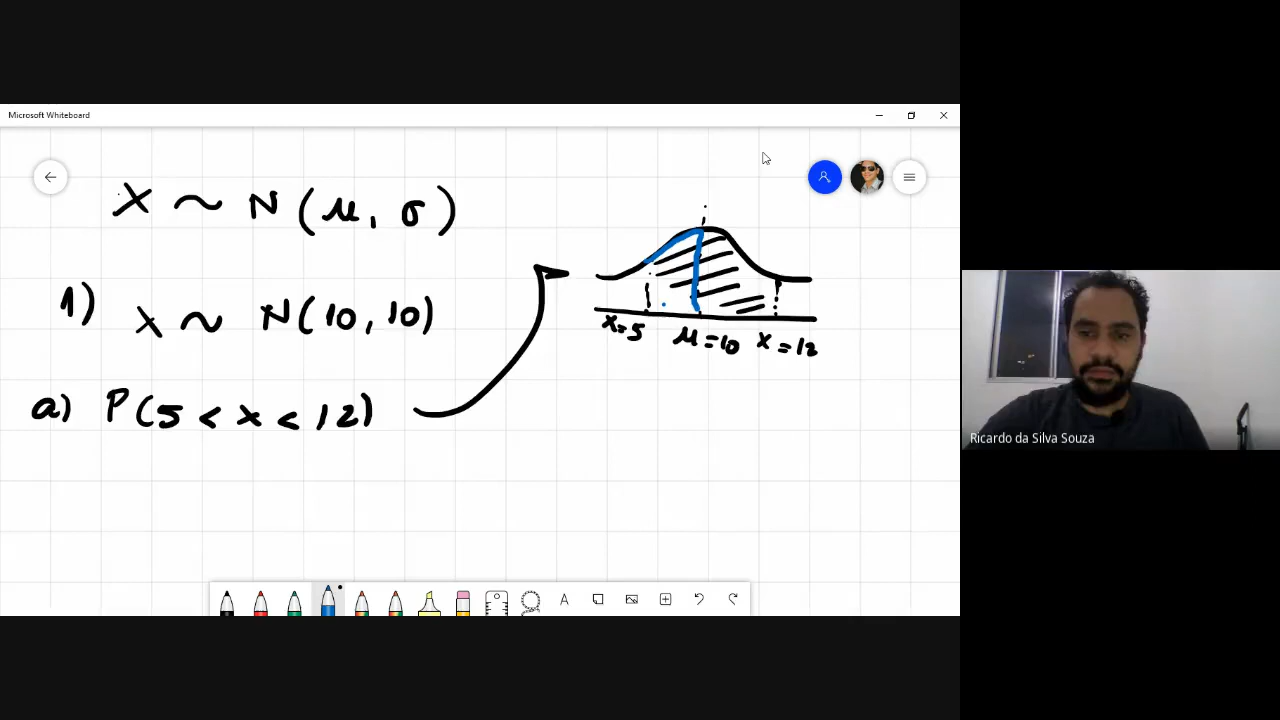 Microsoft Whiteboard
X ~ N(μ, σ)
1) X ~ N(10, 10)
a) P(5 < x < 12)
x=5 μ=10 x=12
A
Ricardo da Silva Souza